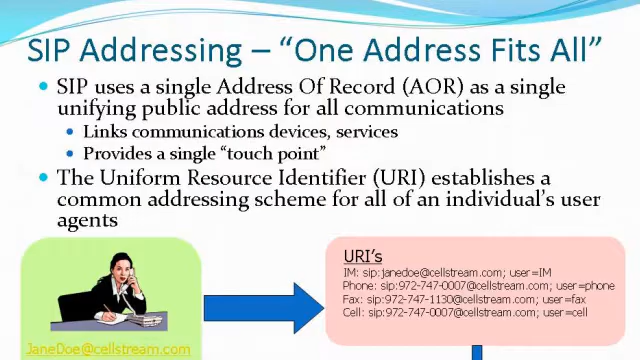 SIP Addressing – “One Address Fits All”
SIP uses a single Address Of Record (AOR) as a single
unifying public address for all communications
Links communications devices, services
Provides a single “touch point”
The Uniform Resource Identifier (URI) establishes a
common addressing scheme for all of an individual’s user
agents
URI’s
IM: sip:janedoe@cellstream.com; user=IM
Phone: sip:972-747-0007@cellstream.com; user=phone
Fax: sip:972-747-1130@cellstream.com; user=fax
Cell: sip:972-747-0007@cellstream.com; user=cell
JaneDoe@cellstream.com